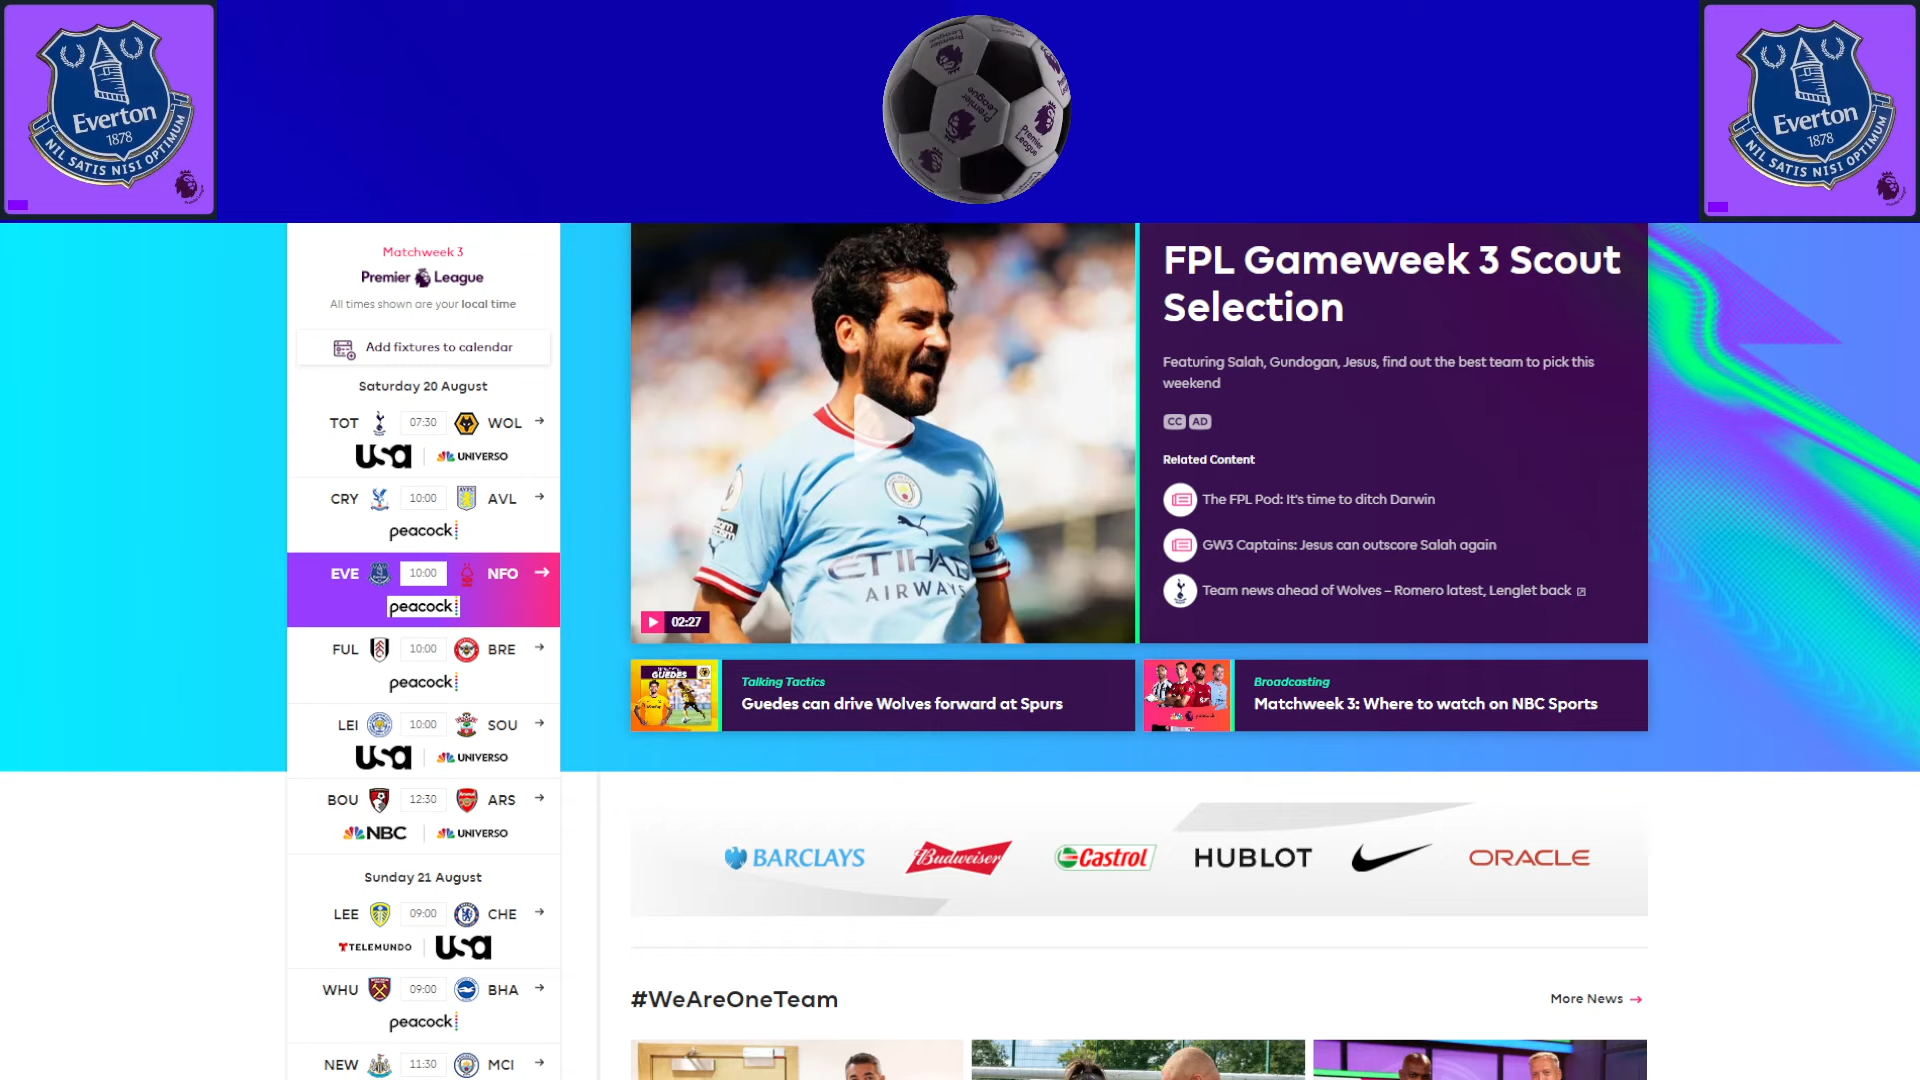 Everton
1878
NIL SATIS NISI OPTIMUM
Premier League
Premier League
Everton
1878
NIL SATIS NISI OPTIMUM
Matchweek 3
Premier League
All times shown are your local time
Add fixtures to calendar
Saturday 20 August
TOT 07:30 WOL
USA UNIVERSO
CRY 10:00 AVL
peacock
EVE 10:00 NFO
peacock
FUL 10:00 BRE
peacock
LEI 10:00 SOU
USA UNIVERSO
BOU 12:30 ARS
NBC UNIVERSO
Sunday 21 August
LEE 09:00 CHE
TELEMUNDO USA
WHU 09:00 BHA
peacock
NEW 11:30 MCI
ETIHAD
AIRWAYS
02:27
FPL Gameweek 3 Scout
Selection
Featuring Salah, Gundogan, Jesus, find out the best team to pick this
weekend
CC AD
Related Content
The FPL Pod: It's time to ditch Darwin
GW3 Captains: Jesus can outscore Salah again
Team news ahead of Wolves – Romero latest, Lenglet back
GUEDES
Talking Tactics
Guedes can drive Wolves forward at Spurs
Broadcasting
Matchweek 3: Where to watch on NBC Sports
BARCLAYS Budweiser Castrol HUBLOT ORACLE
#WeAreOneTeam
More News